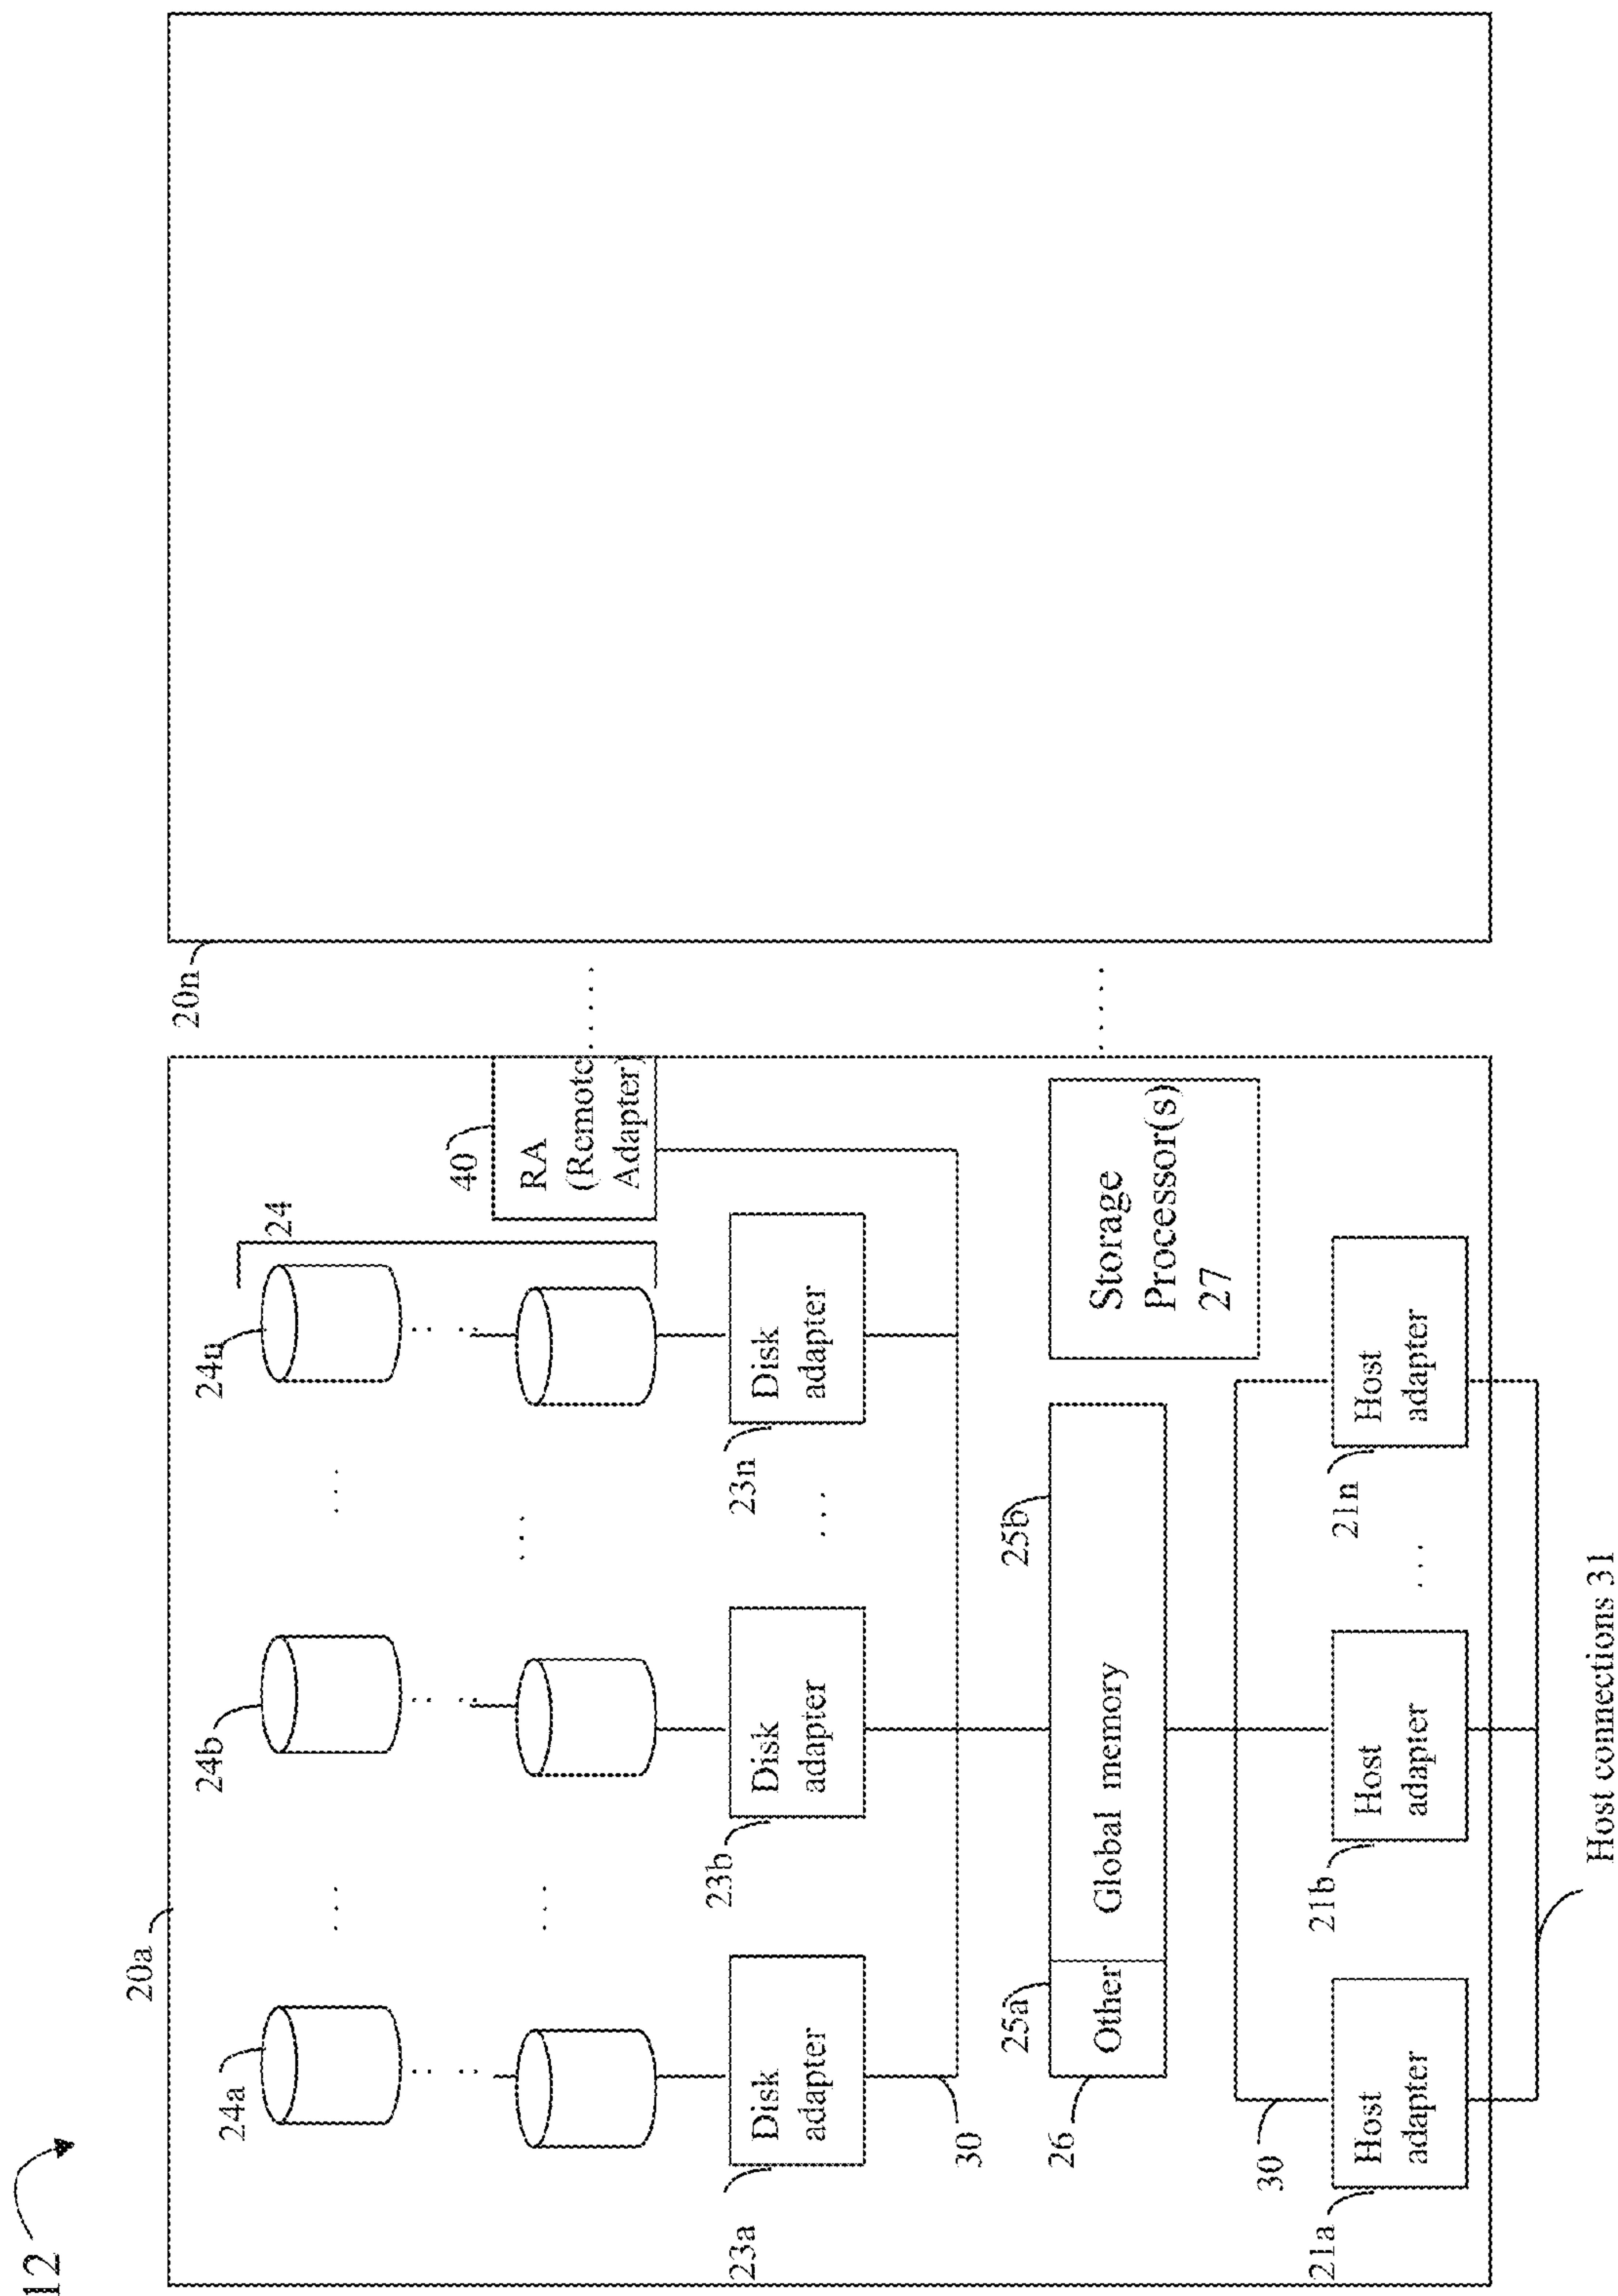 12
20a
20n
24a
24b
24n
24
40
RA
(Remote
Adapter)
23a
Disk
adapter
23b
Disk
adapter
23n
Disk
adapter
...
30
25a
25b
26
Other
Global memory
Storage
Processor(s)
27
30
21a
Host
adapter
21b
Host
adapter
...
21n
Host
adapter
Host connections 31